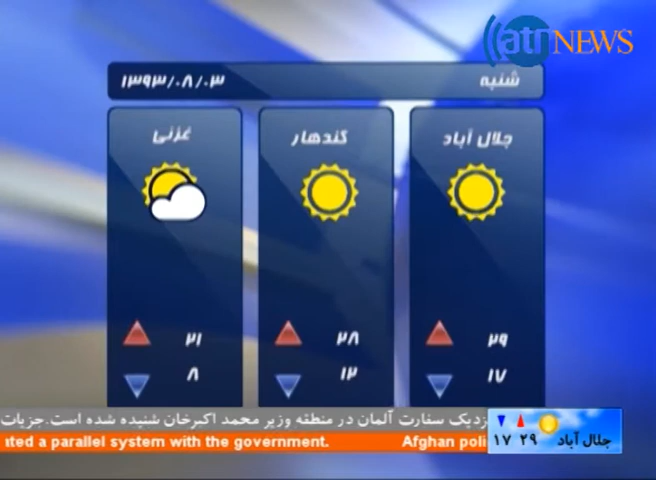 atn NEWS
شنبه ۱۳۹۳/۰۸/۰۳
جلال آباد
۲۹
۱۷
کندهار
۲۸
۱۲
غزنی
۲۱
۸
زدیک سفارت آلمان در منطقه وزیر محمد اکبرخان شنیده شده است.جزیات
ated a parallel system with the government. Afghan poli
۱۷ ۲۹ جلال آباد